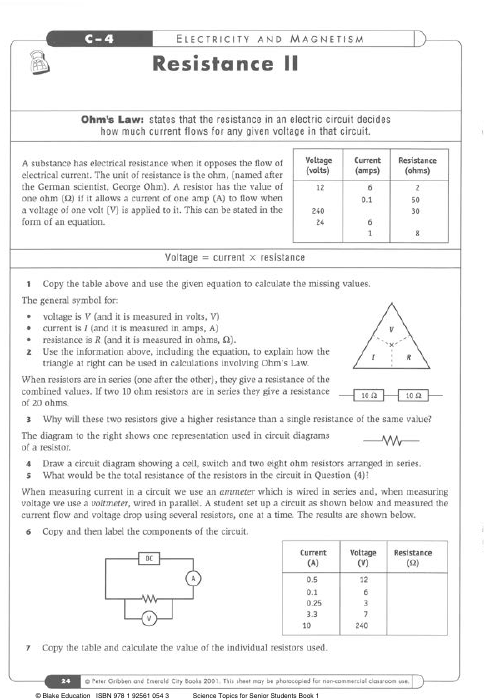 C-4 ELECTRICITY AND MAGNETISM
Resistance II
Ohm's Law: states that the resistance in an electric circuit decides
how much current flows for any given voltage in that circuit.
A substance has electrical resistance when it opposes the flow of
electrical current. The unit of resistance is the ohm, (named after
the German scientist, George Ohm). A resistor has the value of
one ohm (Ω) if it allows a current of one amp (A) to flow when
a voltage of one volt (V) is applied to it. This can be stated in the
form of an equation.
Voltage Current Resistance
(volts) (amps) (ohms)
12 6 ?
0.1 50
240 30
24 6
1 8
Voltage = current × resistance
1 Copy the table above and use the given equation to calculate the missing values.
The general symbol for:
• voltage is V (and it is measured in volts, V)
• current is I (and it is measured in amps, A)
• resistance is R (and it is measured in ohms, Ω).
2 Use the information above, including the equation, to explain how the
triangle at right can be used in calculations involving Ohm's Law.
V
×
I R
When resistors are in series (one after the other), they give a resistance of the
combined values. If two 10 ohm resistors are in series they give a resistance
of 20 ohms.
10 Ω 10 Ω
3 Why will these two resistors give a higher resistance than a single resistance of the same value?
The diagram to the right shows one representation used in circuit diagrams
of a resistor.
4 Draw a circuit diagram showing a cell, switch and two eight ohm resistors arranged in series.
5 What would be the total resistance of the resistors in the circuit in Question (4)?
When measuring current in a circuit we use an ammeter which is wired in series and, when measuring
voltage we use a voltmeter, wired in parallel. A student set up a circuit as shown below and measured the
current flow and voltage drop using several resistors, one at a time. The results are shown below.
6 Copy and then label the components of the circuit.
DC
A
V
Current Voltage Resistance
(A) (V) (Ω)
0.5 12
0.1 6
0.25 3
3.3 7
10 240
7 Copy the table and calculate the value of the individual resistors used.
24 © Peter Gribben and Emerald City Books 2001. This sheet may be photocopied for non-commercial classroom use.
© Blake Education ISBN 978 1 92561 054 3 Science Topics for Senior Students Book 1